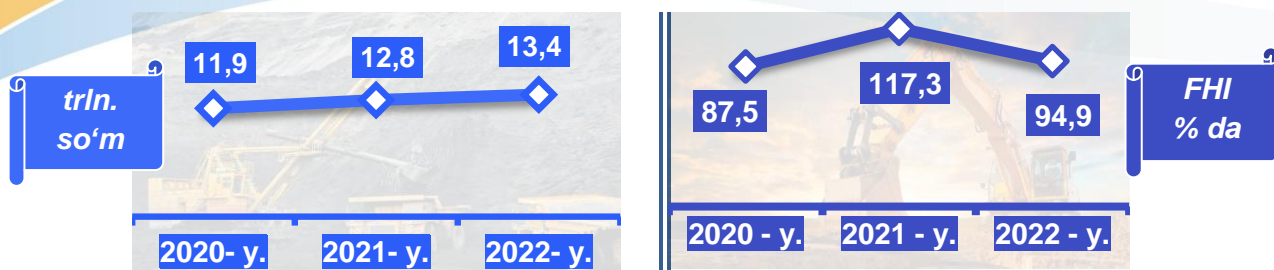 trln.
so‘m
11,9
12,8
13,4
2020- y.
2021- y.
2022- y.
87,5
117,3
94,9
2020 - y.
2021 - y.
2022 - y.
FHI
% da